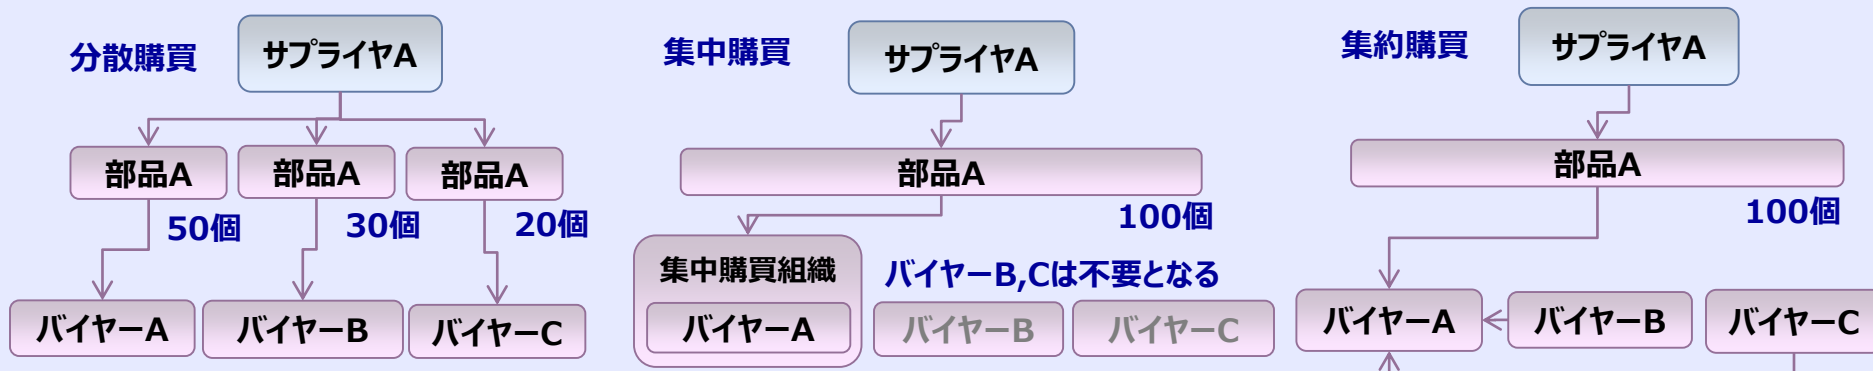 分散購買
サプライヤA
部品A
部品A
部品A
50個
30個
20個
バイヤーA
バイヤーB
バイヤーC
集中購買
サプライヤA
部品A
100個
集中購買組織
バイヤーA
バイヤーB,Cは不要となる
バイヤーB
バイヤーC
集約購買
サプライヤA
部品A
100個
バイヤーA
バイヤーB
バイヤーC